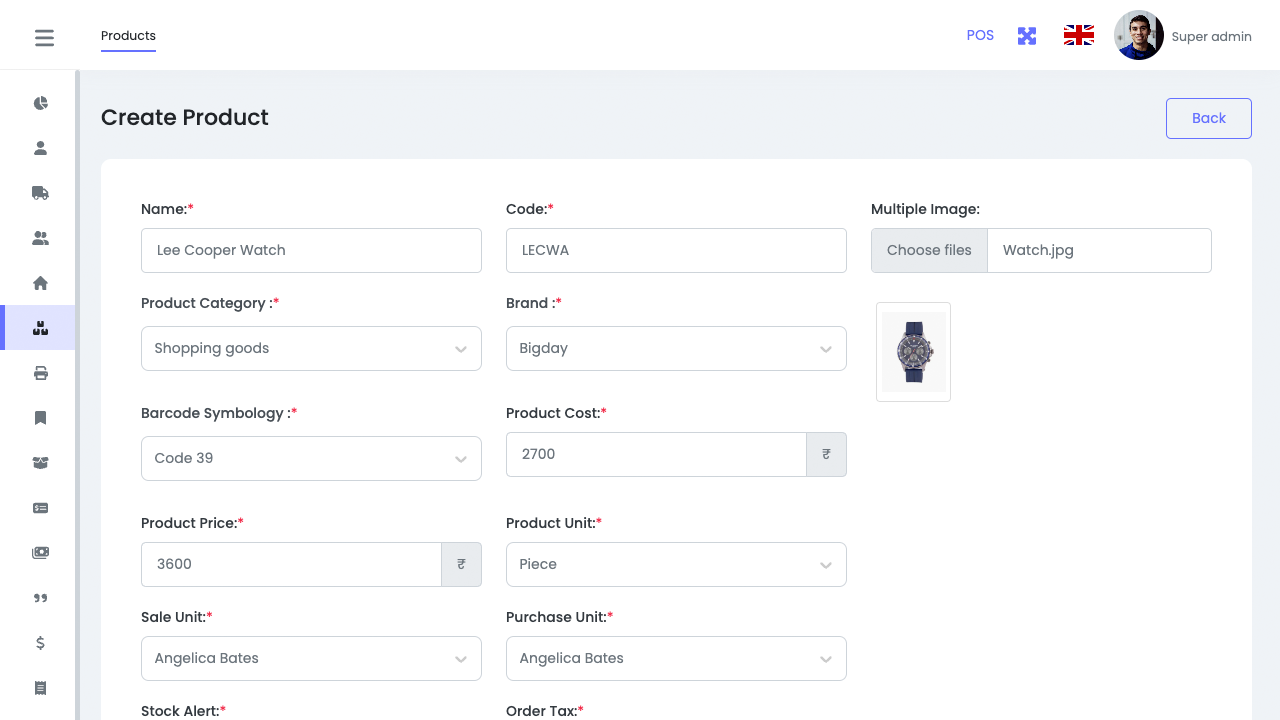 Products
POS
Super admin
Create Product
Back
Name:*
Code:*
Multiple Image:
Lee Cooper Watch
LECWA
Choose files
Watch.jpg
Product Category :*
Brand :*
Shopping goods
Bigday
Barcode Symbology :*
Product Cost:*
Code 39
2700
₹
Product Price:*
Product Unit:*
3600
₹
Piece
Sale Unit:*
Purchase Unit:*
Angelica Bates
Angelica Bates
Stock Alert:*
Order Tax:*